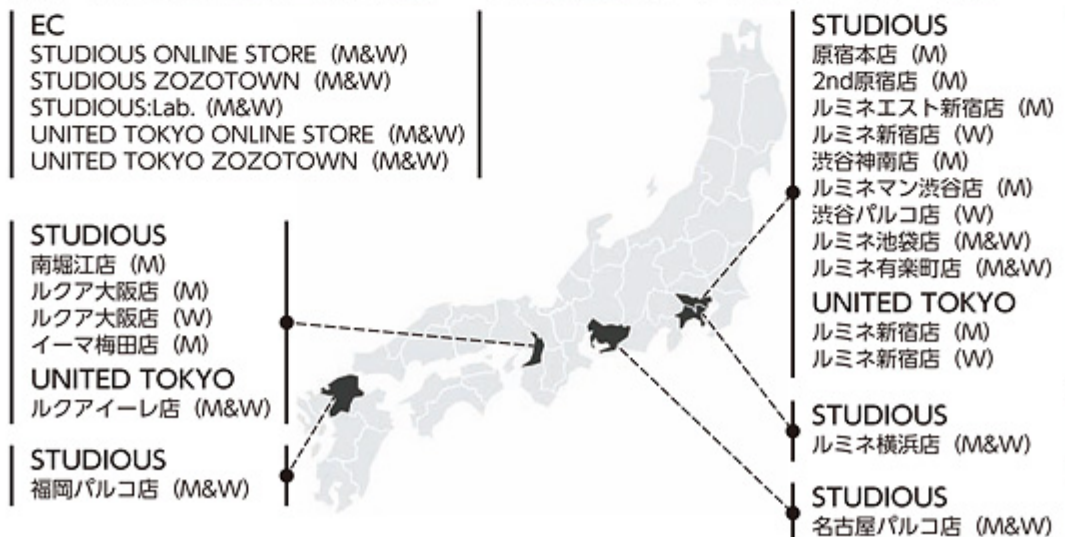 EC
STUDIOUS ONLINE STORE（M&W）
STUDIOUS ZOZOTOWN（M&W）
STUDIOUS:Lab.（M&W）
UNITED TOKYO ONLINE STORE（M&W）
UNITED TOKYO ZOZOTOWN（M&W）
STUDIOUS
南堀江店（M）
ルクア大阪店（M）
ルクア大阪店（W）
イーマ梅田店（M）
UNITED TOKYO
ルクアイーレ店（M&W）
STUDIOUS
福岡パルコ店（M&W）
STUDIOUS
原宿本店（M）
2nd原宿店（M）
ルミネエスト新宿店（M）
ルミネ新宿店（W）
渋谷神南店（M）
ルミネマン渋谷店（M）
渋谷パルコ店（W）
ルミネ池袋店（M&W）
ルミネ有楽町店（M&W）
UNITED TOKYO
ルミネ新宿店（M）
ルミネ新宿店（W）
STUDIOUS
ルミネ横浜店（M&W）
STUDIOUS
名古屋パルコ店（M&W）